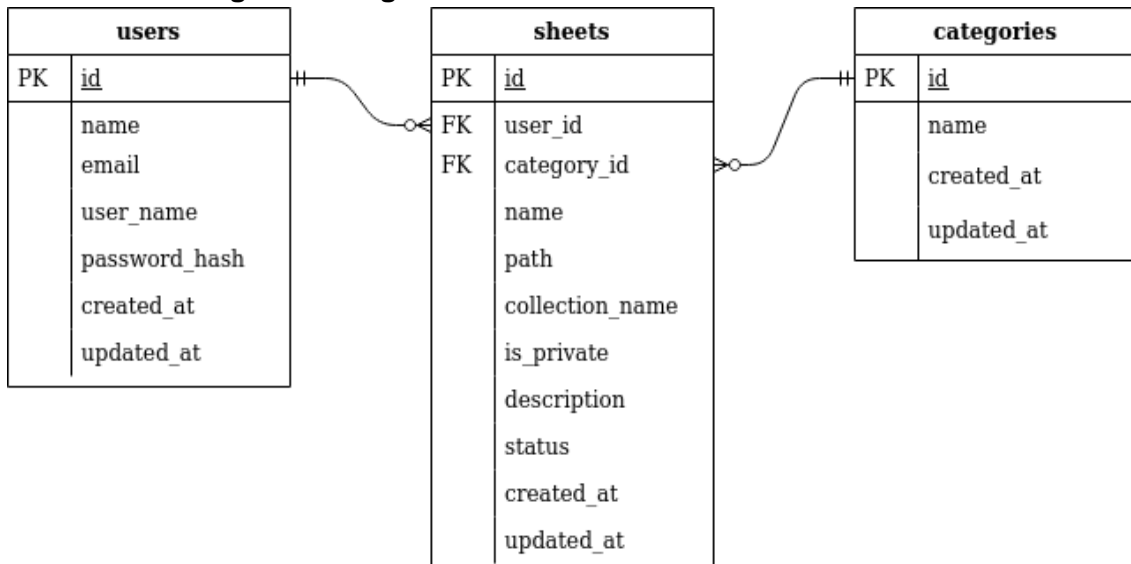 users
PK id
name
email
user_name
password_hash
created_at
updated_at
sheets
PK id
FK user_id
FK category_id
name
path
collection_name
is_private
description
status
created_at
updated_at
categories
PK id
name
created_at
updated_at